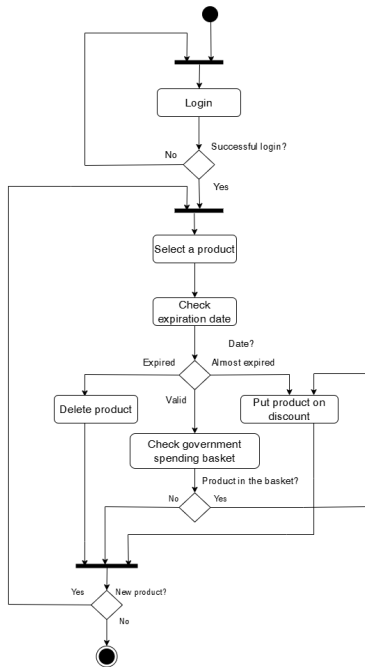 Login
Successful login?
No
Yes
Select a product
Check
expiration date
Date?
Expired
Almost expired
Valid
Delete product
Put product on
discount
Check government
spending basket
Product in the basket?
No
Yes
Yes
New product?
No